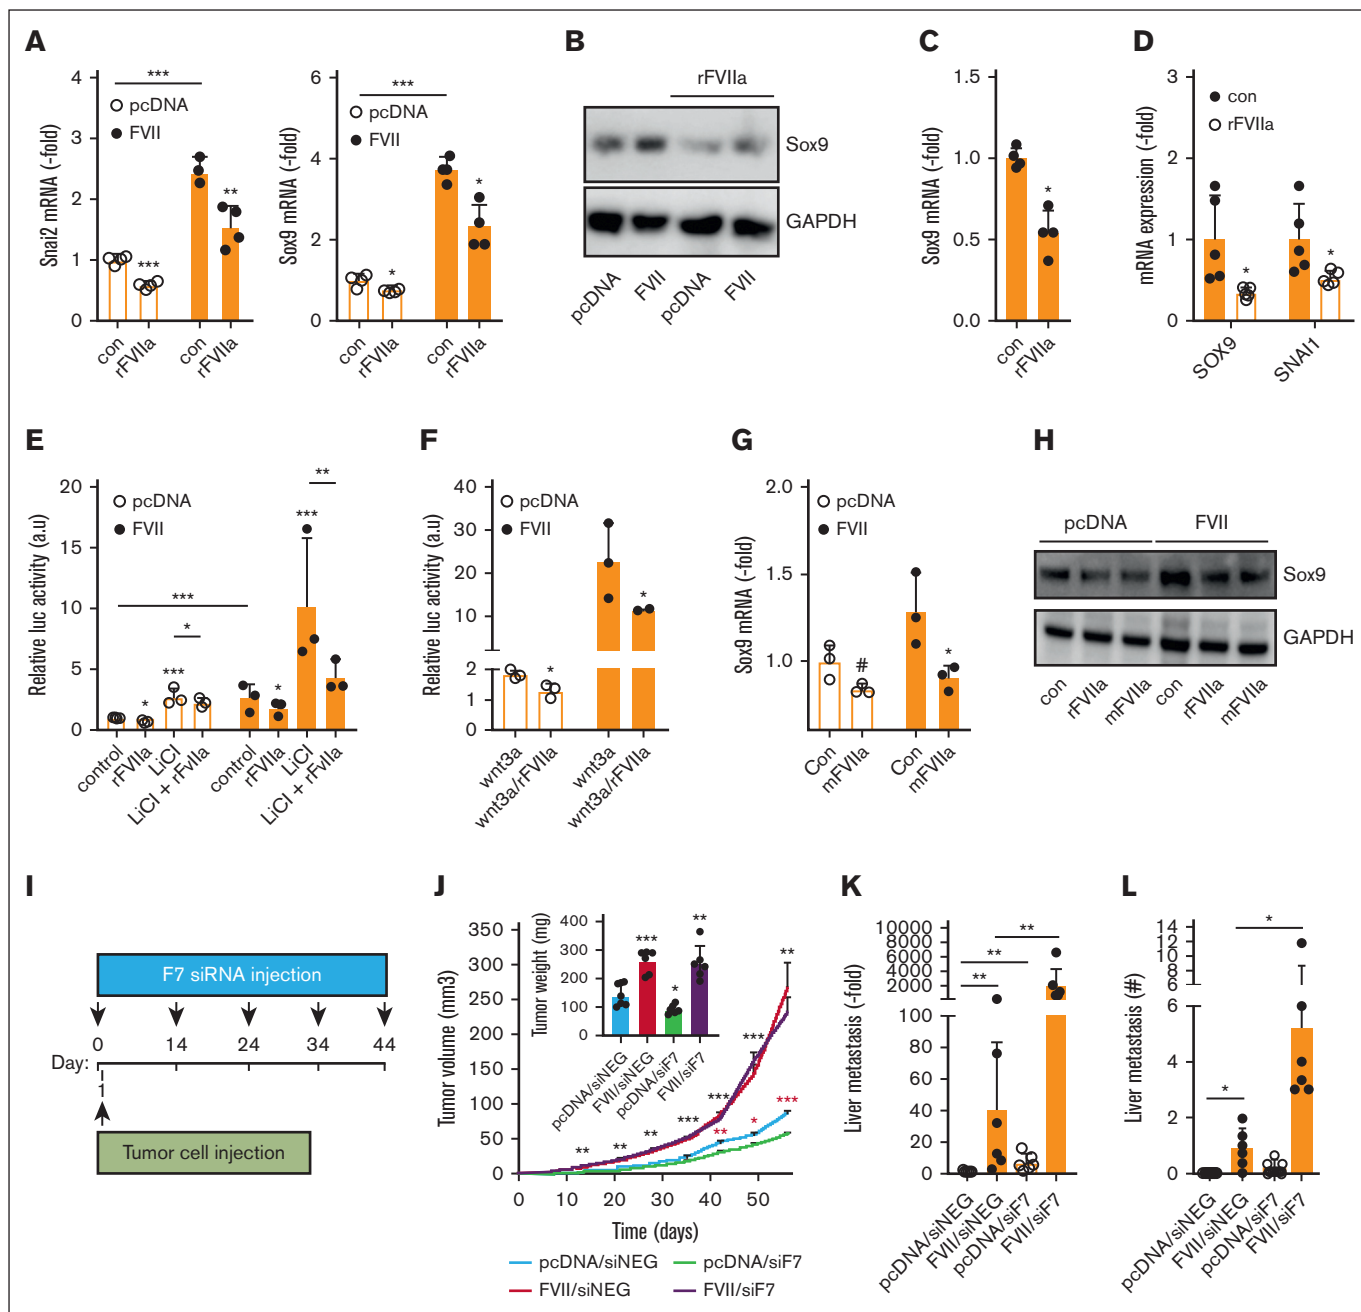 A
Snai2 mRNA (-fold)
4
3
2
1
0
***
pcDNA
FVII
***
**
con
rFVIIa
con
rFVIIa
Sox9 mRNA (-fold)
6
4
2
0
***
pcDNA
FVII
*
*
con
rFVIIa
con
rFVIIa
B
rFVIIa
Sox9
GAPDH
pcDNA
FVII
pcDNA
FVII
C
Sox9 mRNA (-fold)
1.5
1.0
0.5
0.0
*
con
rFVIIa
D
mRNA expression (-fold)
3
2
1
0
con
rFVIIa
*
*
SOX9
SNAI1
E
Relative luc activity (a.u)
20
15
10
5
0
pcDNA
FVII
***
*
***
*
*
***
**
control
rFVIIa
LiCl
LiCl + rFVIIa
control
rFVIIa
LiCl
LiCl + rFVIIa
F
Relative luc activity (a.u)
40
30
20
10
2
1
0
pcDNA
FVII
*
*
wnt3a
wnt3a/rFVIIa
wnt3a
wnt3a/rFVIIa
G
Sox9 mRNA (-fold)
2.0
1.0
pcDNA
FVII
#
*
Con
mFVIIa
Con
mFVIIa
H
pcDNA
FVII
Sox9
GAPDH
con
rFVIIa
mFVIIa
con
rFVIIa
mFVIIa
I
F7 siRNA injection
0
14
24
34
44
Day:
1
Tumor cell injection
J
Tumor volume (mm3)
350
300
250
200
150
100
50
0
0
10
20
30
40
50
Time (days)
**
**
**
***
***
**
***
*
**
***
Tumor weight (mg)
400
300
200
100
0
***
*
**
pcDNA/siNEG
FVII/siNEG
pcDNA/siF7
FVII/siF7
pcDNA/siNEG
pcDNA/siF7
FVII/siNEG
FVII/siF7
K
Liver metastasis (-fold)
10000
8000
6000
4000
2000
100
80
60
40
20
0
**
**
**
pcDNA/siNEG
FVII/siNEG
pcDNA/siF7
FVII/siF7
L
Liver metastasis (#)
14
12
10
8
6
6
4
2
0
*
*
pcDNA/siNEG
FVII/siNEG
pcDNA/siF7
FVII/siF7